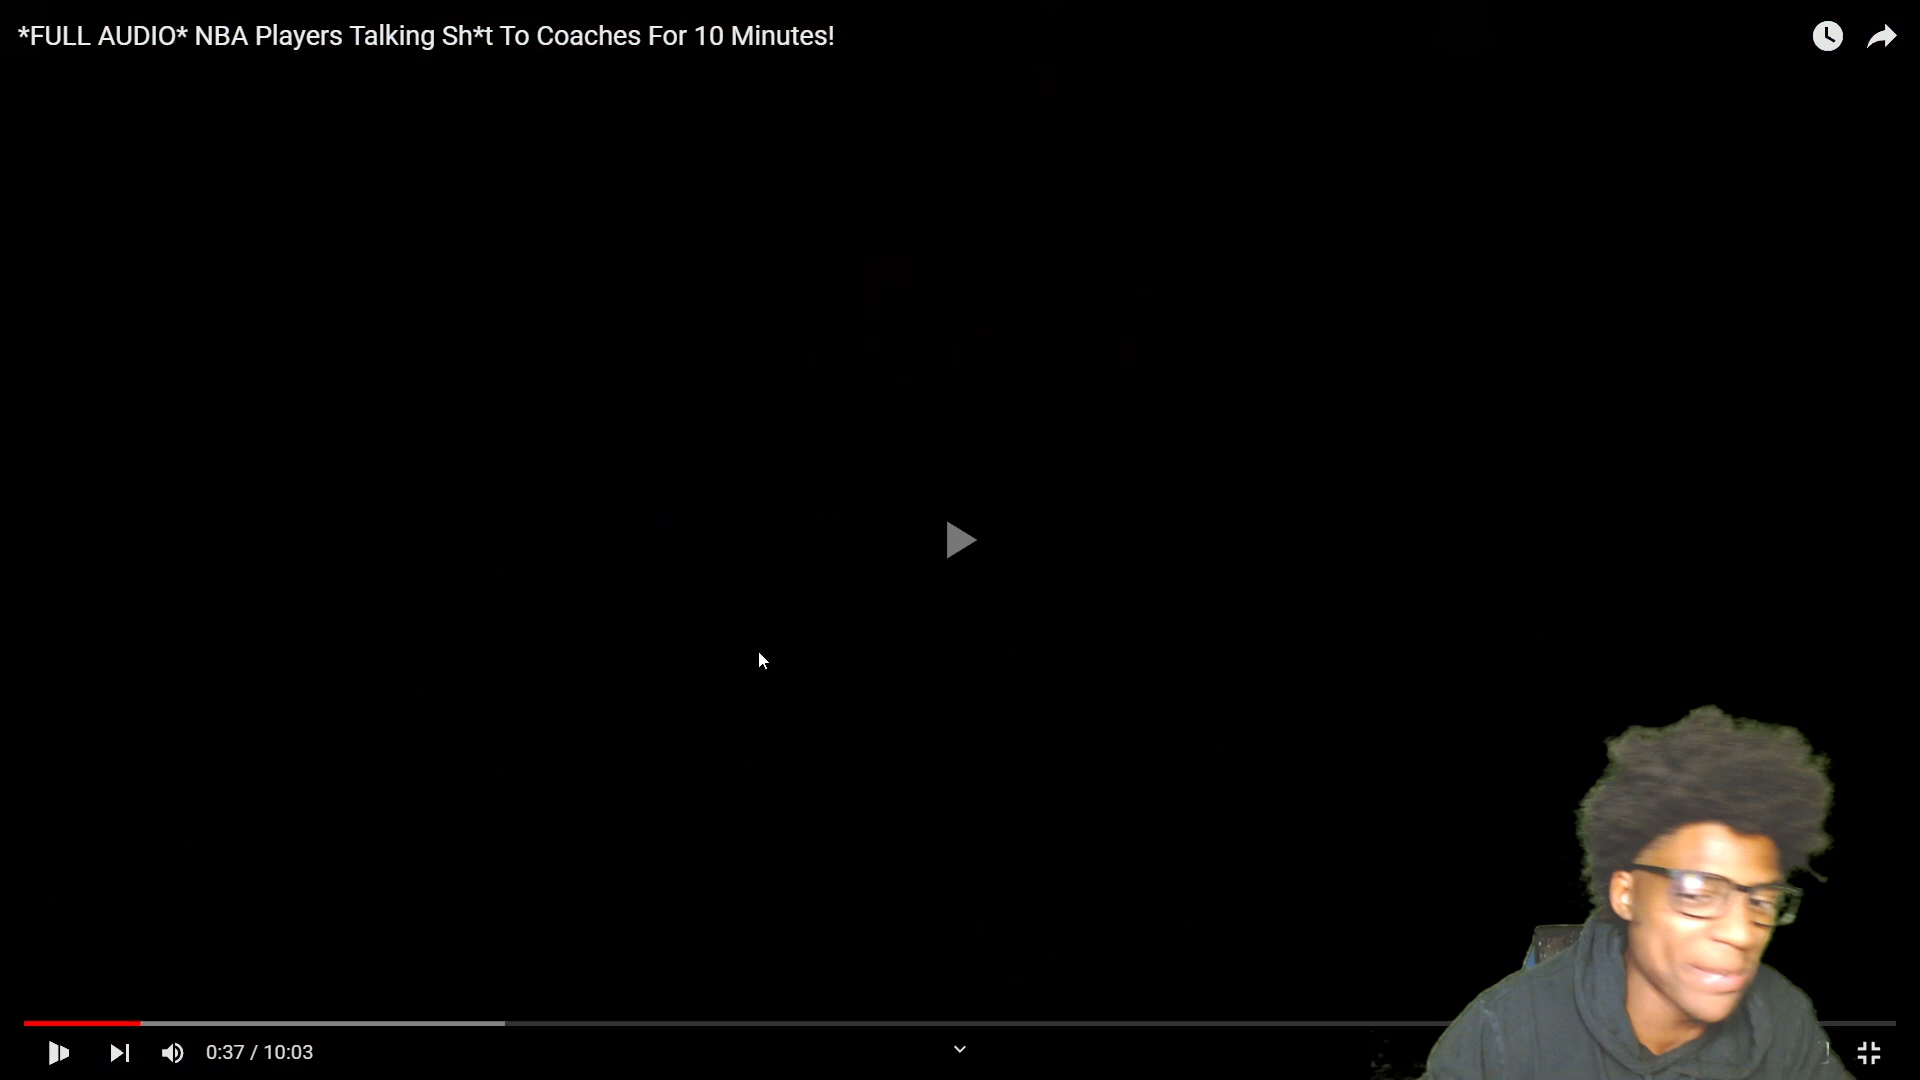 *FULL AUDIO* NBA Players Talking Sh*t To Coaches For 10 Minutes!
0:37 / 10:03